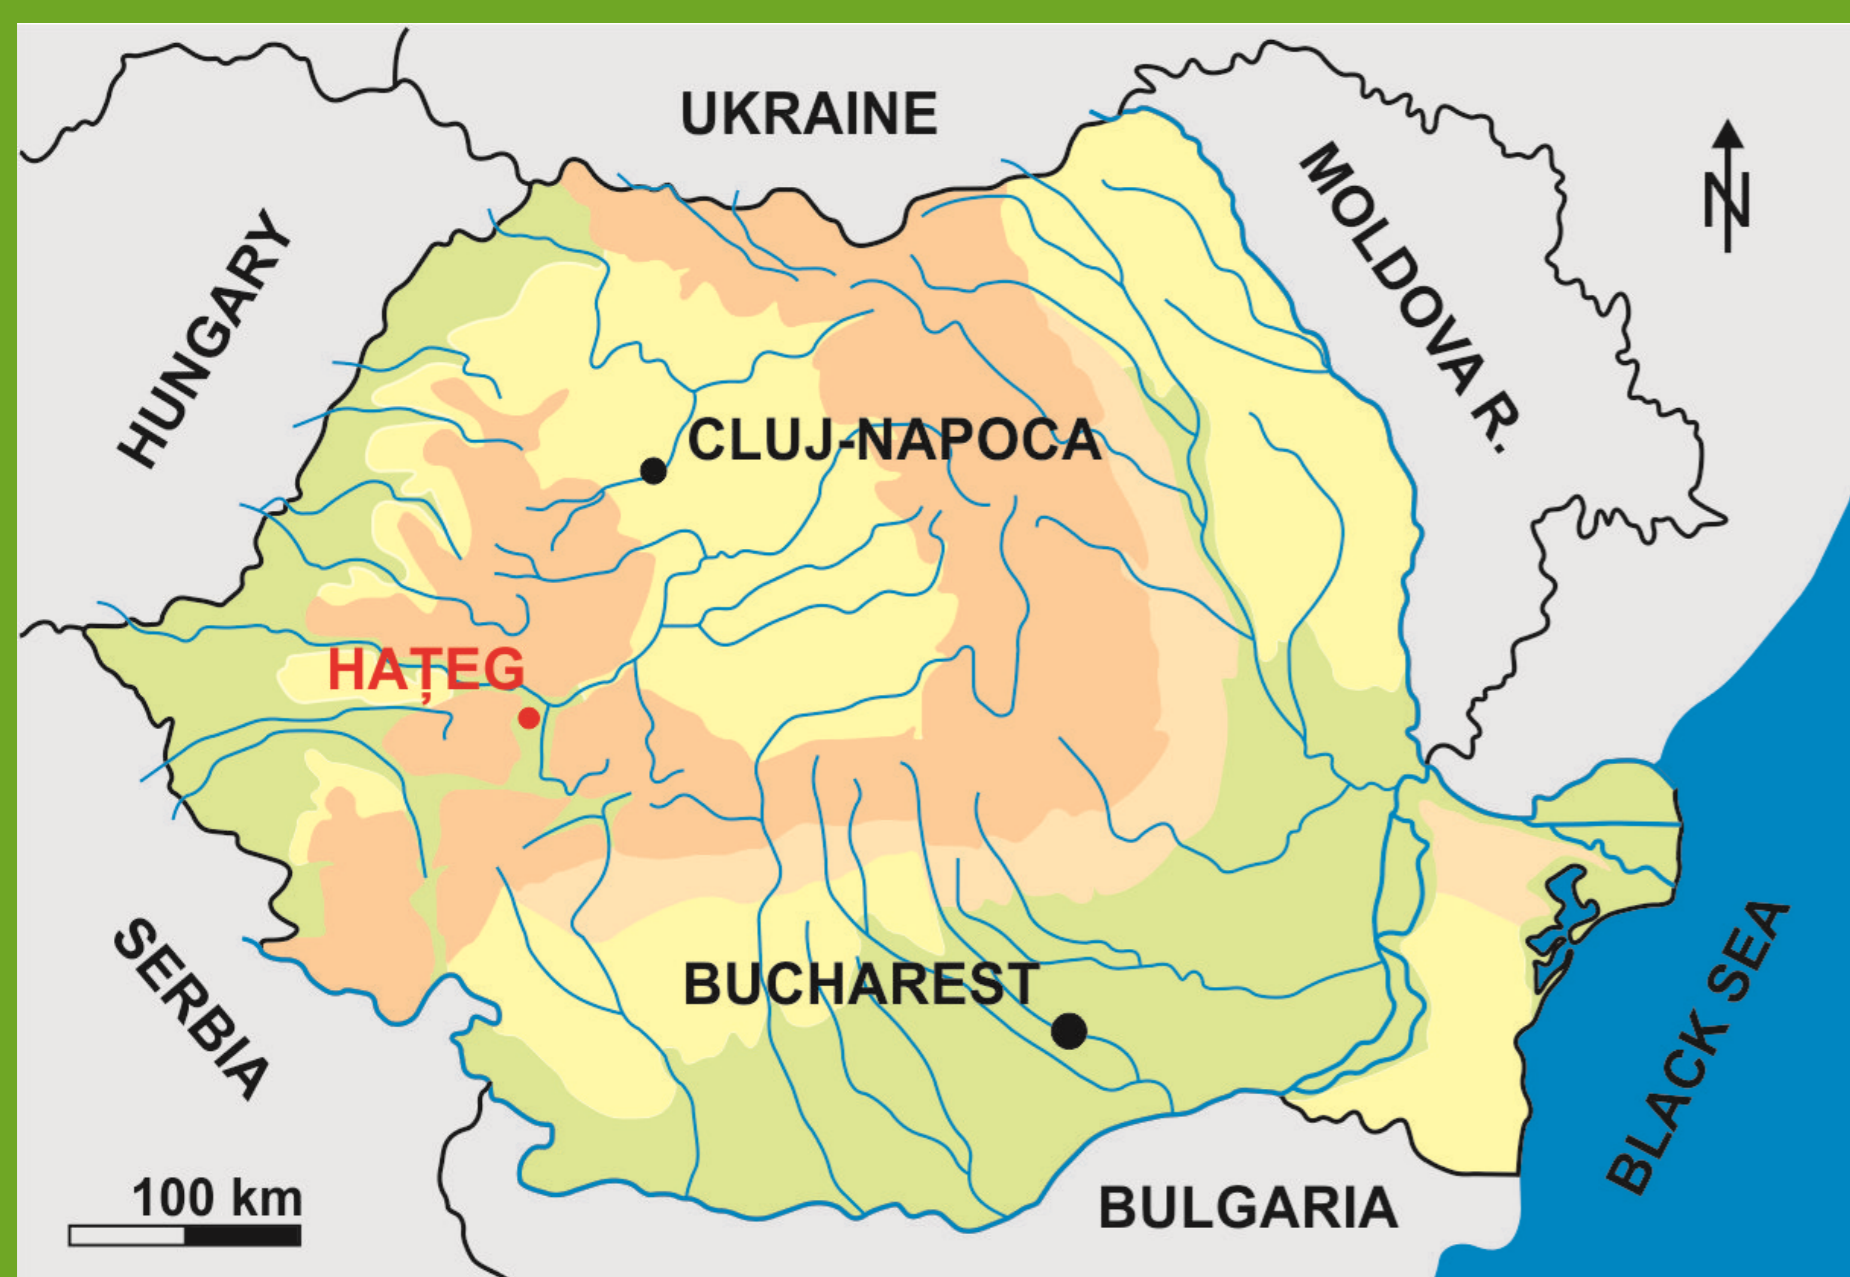 UKRAINE
N
MOLDOVA R.
HUNGARY
CLUJ-NAPOCA
HAȚEG
SERBIA
BUCHAREST
BLACK SEA
100 km
BULGARIA